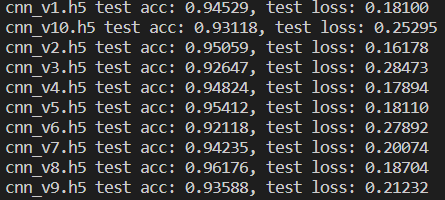 cnn_v1.h5 test acc: 0.94529, test loss: 0.18100
cnn_v10.h5 test acc: 0.93118, test loss: 0.25295
cnn_v2.h5 test acc: 0.95059, test loss: 0.16178
cnn_v3.h5 test acc: 0.92647, test loss: 0.28473
cnn_v4.h5 test acc: 0.94824, test loss: 0.17894
cnn_v5.h5 test acc: 0.95412, test loss: 0.18110
cnn_v6.h5 test acc: 0.92118, test loss: 0.27892
cnn_v7.h5 test acc: 0.94235, test loss: 0.20074
cnn_v8.h5 test acc: 0.96176, test loss: 0.18704
cnn_v9.h5 test acc: 0.93588, test loss: 0.21232